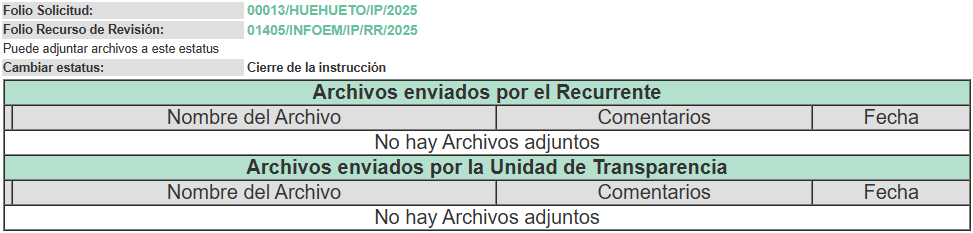 Folio Solicitud: 00013/HUEHUETO/IP/2025
Folio Recurso de Revisión: 01405/INFOEM/IP/RR/2025
Puede adjuntar archivos a este estatus
Cambiar estatus: Cierre de la instrucción
Archivos enviados por el Recurrente
Nombre del Archivo Comentarios Fecha
No hay Archivos adjuntos
Archivos enviados por la Unidad de Transparencia
Nombre del Archivo Comentarios Fecha
No hay Archivos adjuntos